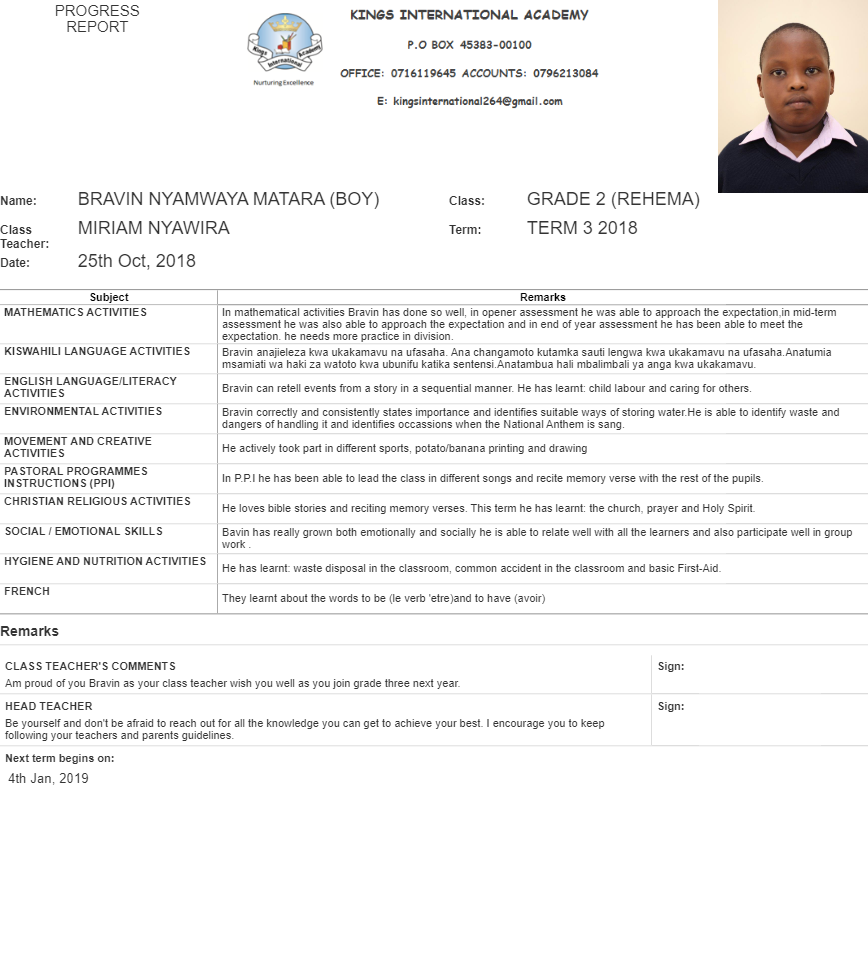 PROGRESS
REPORT
Kings International Academy
Nurturing Excellence
KINGS INTERNATIONAL ACADEMY
P.O BOX 45383-00100
OFFICE: 0716119645 ACCOUNTS: 0796213084
E: kingsinternational264@gmail.com
Name: BRAVIN NYAMWAYA MATARA (BOY) Class: GRADE 2 (REHEMA)
Class Teacher: MIRIAM NYAWIRA Term: TERM 3 2018
Date: 25th Oct, 2018
Subject Remarks
MATHEMATICS ACTIVITIES
In mathematical activities Bravin has done so well, in opener assessment he was able to approach the expectation,in mid-term
assessment he was also able to approach the expectation and in end of year assessment he has been able to meet the
expectation. he needs more practice in division.
KISWAHILI LANGUAGE ACTIVITIES
Bravin anajieleza kwa ukakamavu na ufasaha. Ana changamoto kutamka sauti lengwa kwa ukakamavu na ufasaha.Anatumia
msamiati wa haki za watoto kwa ubunifu katika sentensi.Anatambua hali mbalimbali ya anga kwa ukakamavu.
ENGLISH LANGUAGE/LITERACY
ACTIVITIES
Bravin can retell events from a story in a sequential manner. He has learnt: child labour and caring for others.
ENVIRONMENTAL ACTIVITIES
Bravin correctly and consistently states importance and identifies suitable ways of storing water.He is able to identify waste and
dangers of handling it and identifies occassions when the National Anthem is sang.
MOVEMENT AND CREATIVE
ACTIVITIES
He actively took part in different sports, potato/banana printing and drawing
PASTORAL PROGRAMMES
INSTRUCTIONS (PPI)
In P.P.I he has been able to lead the class in different songs and recite memory verse with the rest of the pupils.
CHRISTIAN RELIGIOUS ACTIVITIES
He loves bible stories and reciting memory verses. This term he has learnt: the church, prayer and Holy Spirit.
SOCIAL / EMOTIONAL SKILLS
Bavin has really grown both emotionally and socially he is able to relate well with all the learners and also participate well in group
work .
HYGIENE AND NUTRITION ACTIVITIES
He has learnt: waste disposal in the classroom, common accident in the classroom and basic First-Aid.
FRENCH
They learnt about the words to be (le verb 'etre)and to have (avoir)
Remarks
CLASS TEACHER'S COMMENTS
Am proud of you Bravin as your class teacher wish you well as you join grade three next year.
Sign:
HEAD TEACHER
Be yourself and don't be afraid to reach out for all the knowledge you can get to achieve your best. I encourage you to keep
following your teachers and parents guidelines.
Sign:
Next term begins on:
4th Jan, 2019